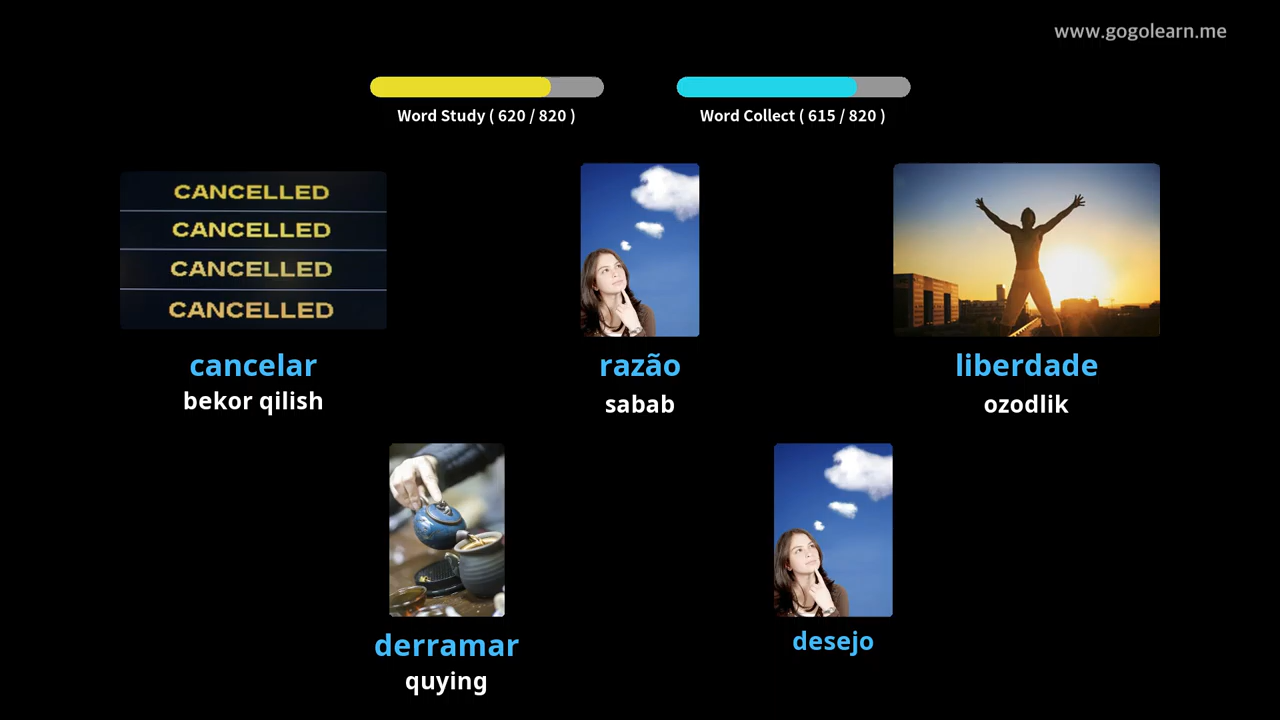 www.gogolearn.me
Word Study ( 620 / 820 )
Word Collect ( 615 / 820 )
CANCELLED
CANCELLED
CANCELLED
CANCELLED
cancelar
bekor qilish
razão
sabab
liberdade
ozodlik
derramar
quying
desejo